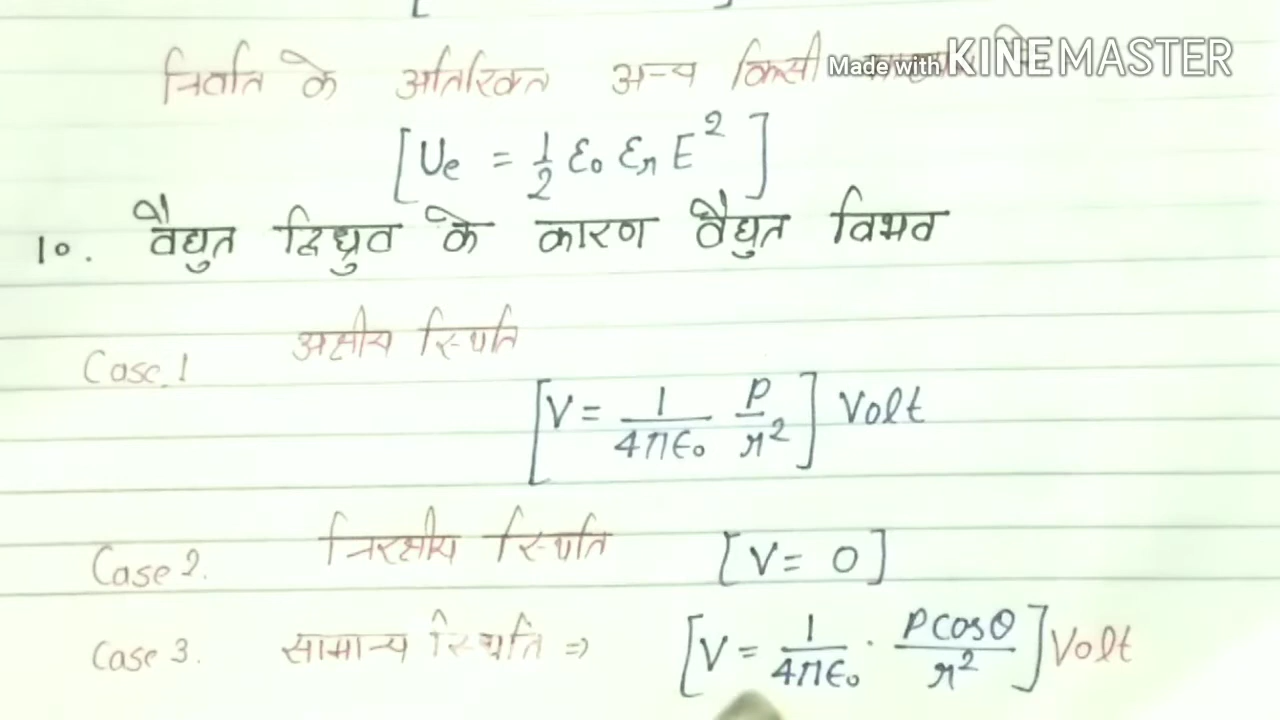 निर्वात के अतिरिक्त अन्य किसी
Made with KINEMASTER
[Ue = 1/2 ε₀ εr E²]
10. वैद्युत द्विध्रुव के कारण वैद्युत विभव
Case 1 अक्षीय स्थिति
[V = 1/4πε₀ P/r²] Volt
Case 2. निरक्षीय स्थिति [V = 0]
Case 3. सामान्य स्थिति ⇒ [V = 1/4πε₀ · Pcosθ/r²] Volt